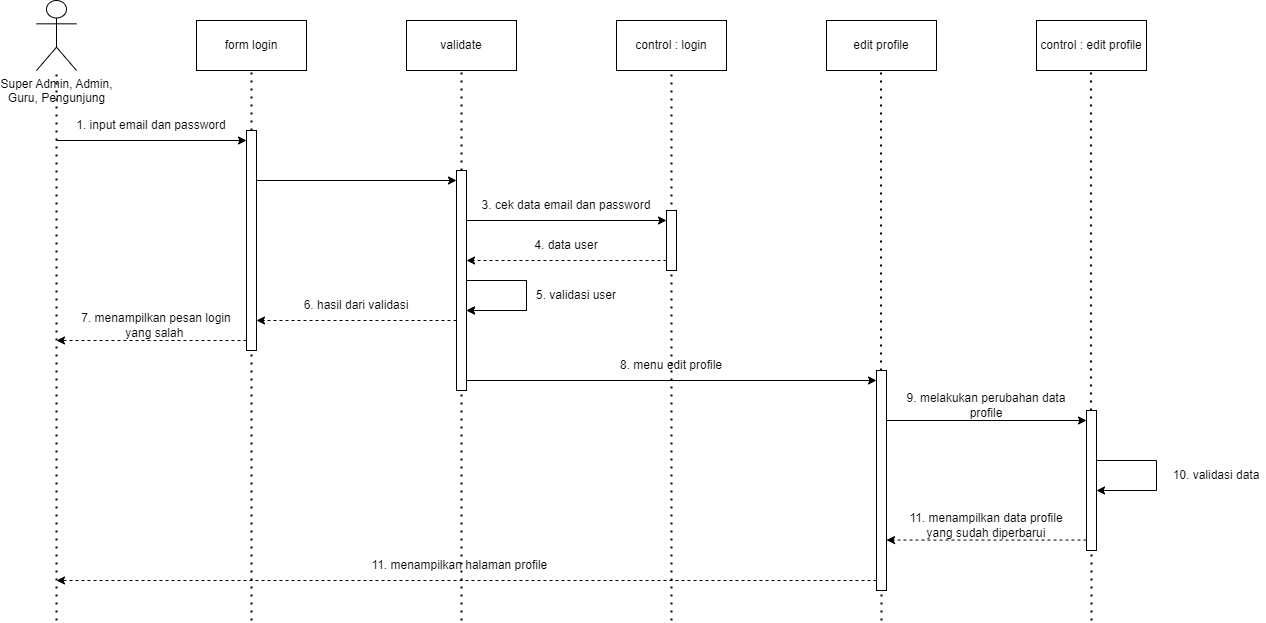 form login
validate
control : login
edit profile
control : edit profile
Super Admin, Admin,
Guru, Pengunjung
1. input email dan password
3. cek data email dan password
4. data user
5. validasi user
6. hasil dari validasi
7. menampilkan pesan login
yang salah
8. menu edit profile
9. melakukan perubahan data
profile
10. validasi data
11. menampilkan data profile
yang sudah diperbarui
11. menampilkan halaman profile